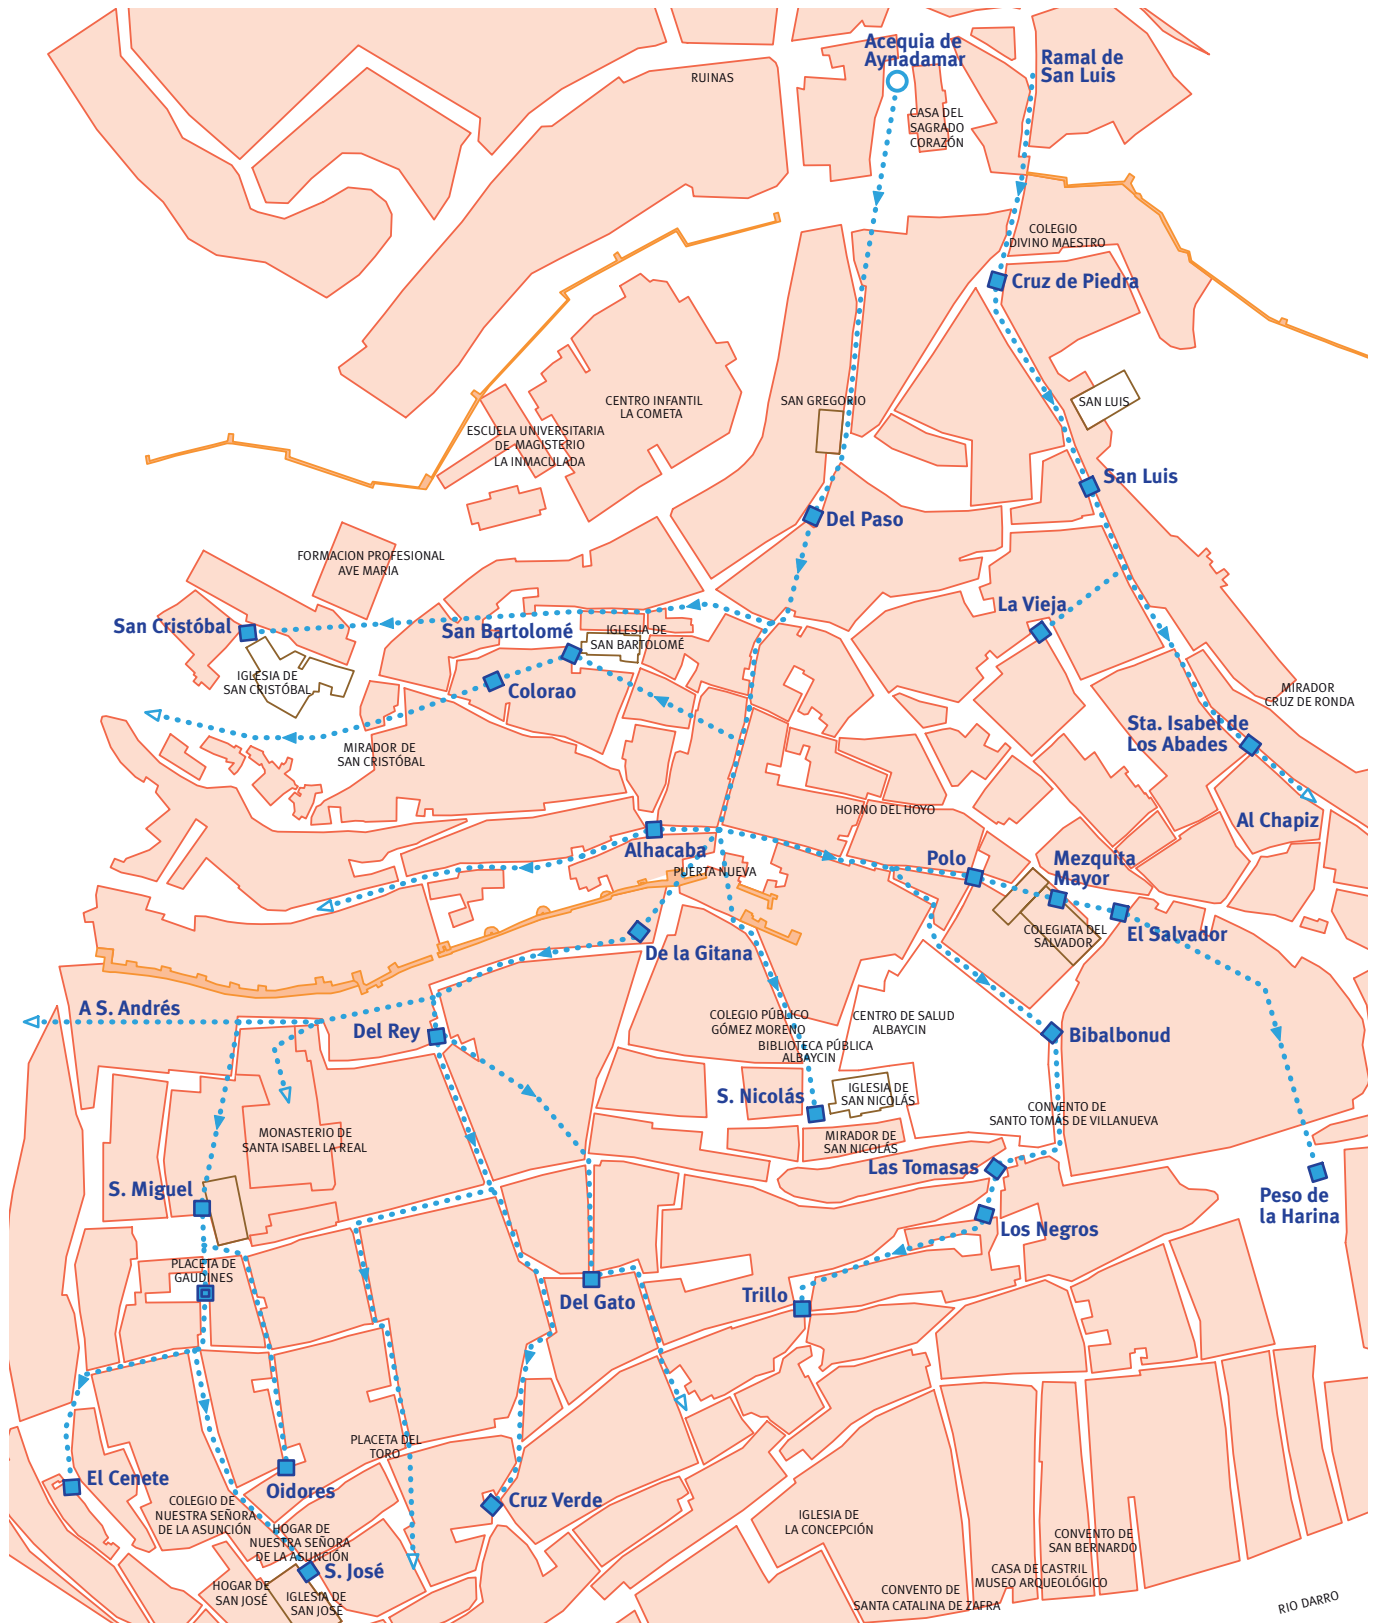 Acequia de
Aynadamar
Ramal de
San Luis
RUINAS
CASA DEL
SAGRADO
CORAZÓN
COLEGIO
DIVINO MAESTRO
Cruz de Piedra
CENTRO INFANTIL
LA COMETA
SAN GREGORIO
SAN LUIS
ESCUELA UNIVERSITARIA
DE MAGISTERIO
LA INMACULADA
San Luis
Del Paso
FORMACION PROFESIONAL
AVE MARIA
La Vieja
San Cristóbal
San Bartolomé
IGLESIA DE
SAN BARTOLOMÉ
IGLESIA DE
SAN CRISTÓBAL
Colorao
MIRADOR
CRUZ DE RONDA
Sta. Isabel de
Los Abades
MIRADOR DE
SAN CRISTÓBAL
HORNO DEL HOYO
Al Chapiz
Alhacaba
Polo
Mezquita
Mayor
PUERTA NUEVA
COLEGIATA DEL
SALVADOR
El Salvador
De la Gitana
A S. Andrés
Del Rey
COLEGIO PÚBLICO
GÓMEZ MORENO
CENTRO DE SALUD
ALBAYCIN
BIBLIOTECA PÚBLICA
ALBAYCIN
Bibalbonud
S. Nicolás
IGLESIA DE
SAN NICOLÁS
CONVENTO DE
SANTO TOMÁS DE VILLANUEVA
MONASTERIO DE
SANTA ISABEL LA REAL
MIRADOR DE
SAN NICOLÁS
Las Tomasas
S. Miguel
Peso de
la Harina
Los Negros
PLACETA DE
GAUDINES
Del Gato
Trillo
PLACETA DEL
TORO
El Cenete
Oidores
Cruz Verde
COLEGIO DE
NUESTRA SEÑORA
DE LA ASUNCIÓN
HOGAR DE
NUESTRA SEÑORA
DE LA ASUNCIÓN
IGLESIA DE
LA CONCEPCIÓN
CONVENTO DE
SAN BERNARDO
S. José
HOGAR DE
SAN JOSÉ
IGLESIA DE
SAN JOSÉ
CASA DE CASTRIL
MUSEO ARQUEOLÓGICO
CONVENTO DE
SANTA CATALINA DE ZAFRA
RIO DARRO